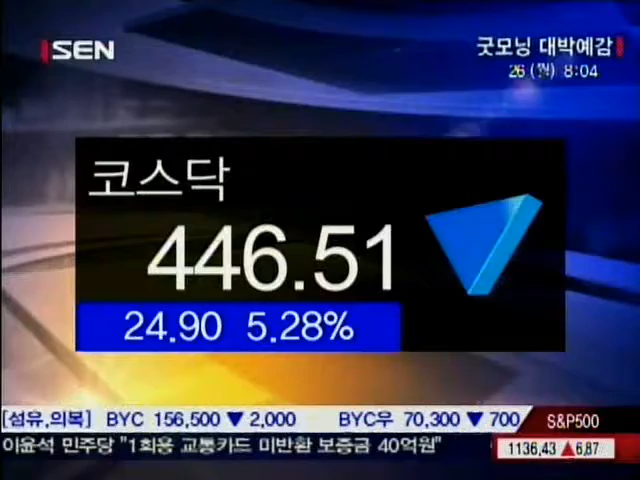 SEN
굿모닝 대박예감
26 (월) 8:04
코스닥
446.51
24.90 5.28%
[섬유,의복] BYC 156,500 ▼ 2,000 BYC우 70,300 ▼ 700
S&P500
이윤석 민주당 "1회용 교통카드 미반환 보증금 40억원"
1136,43 ▲6,87